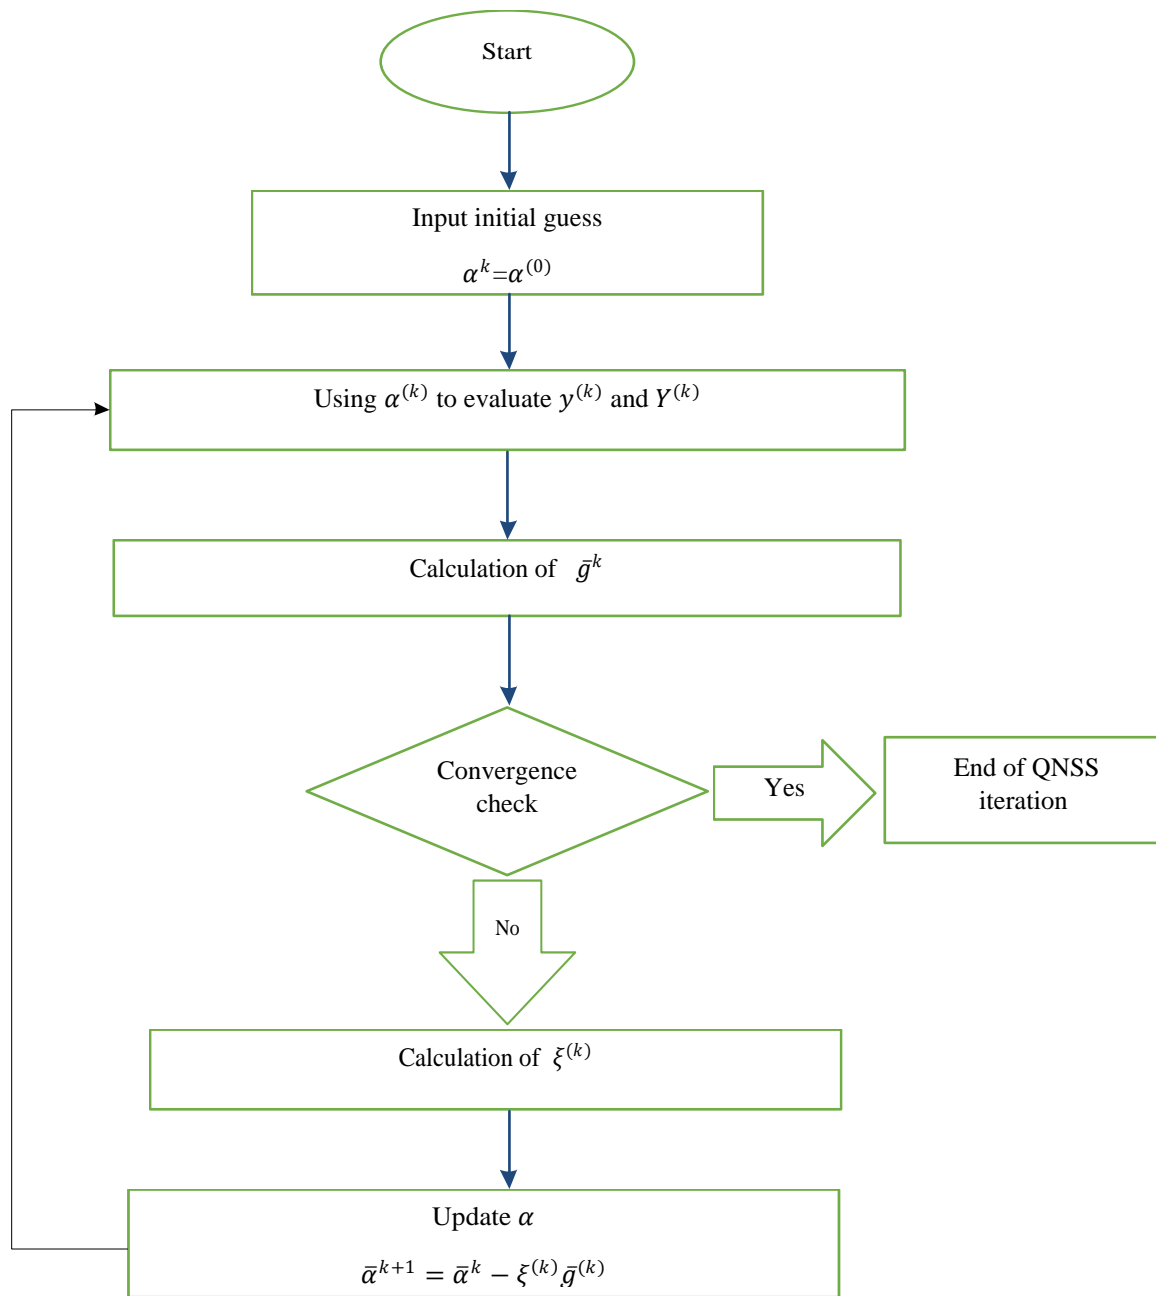 Start
Input initial guess
α^k=α^(0)
Using α^(k) to evaluate y^(k) and Y^(k)
Calculation of ḡ^k
Convergence
check
Yes
End of QNSS
iteration
No
Calculation of ξ^(k)
Update α
ᾱ^k+1 = ᾱ^k − ξ^(k)ḡ^(k)